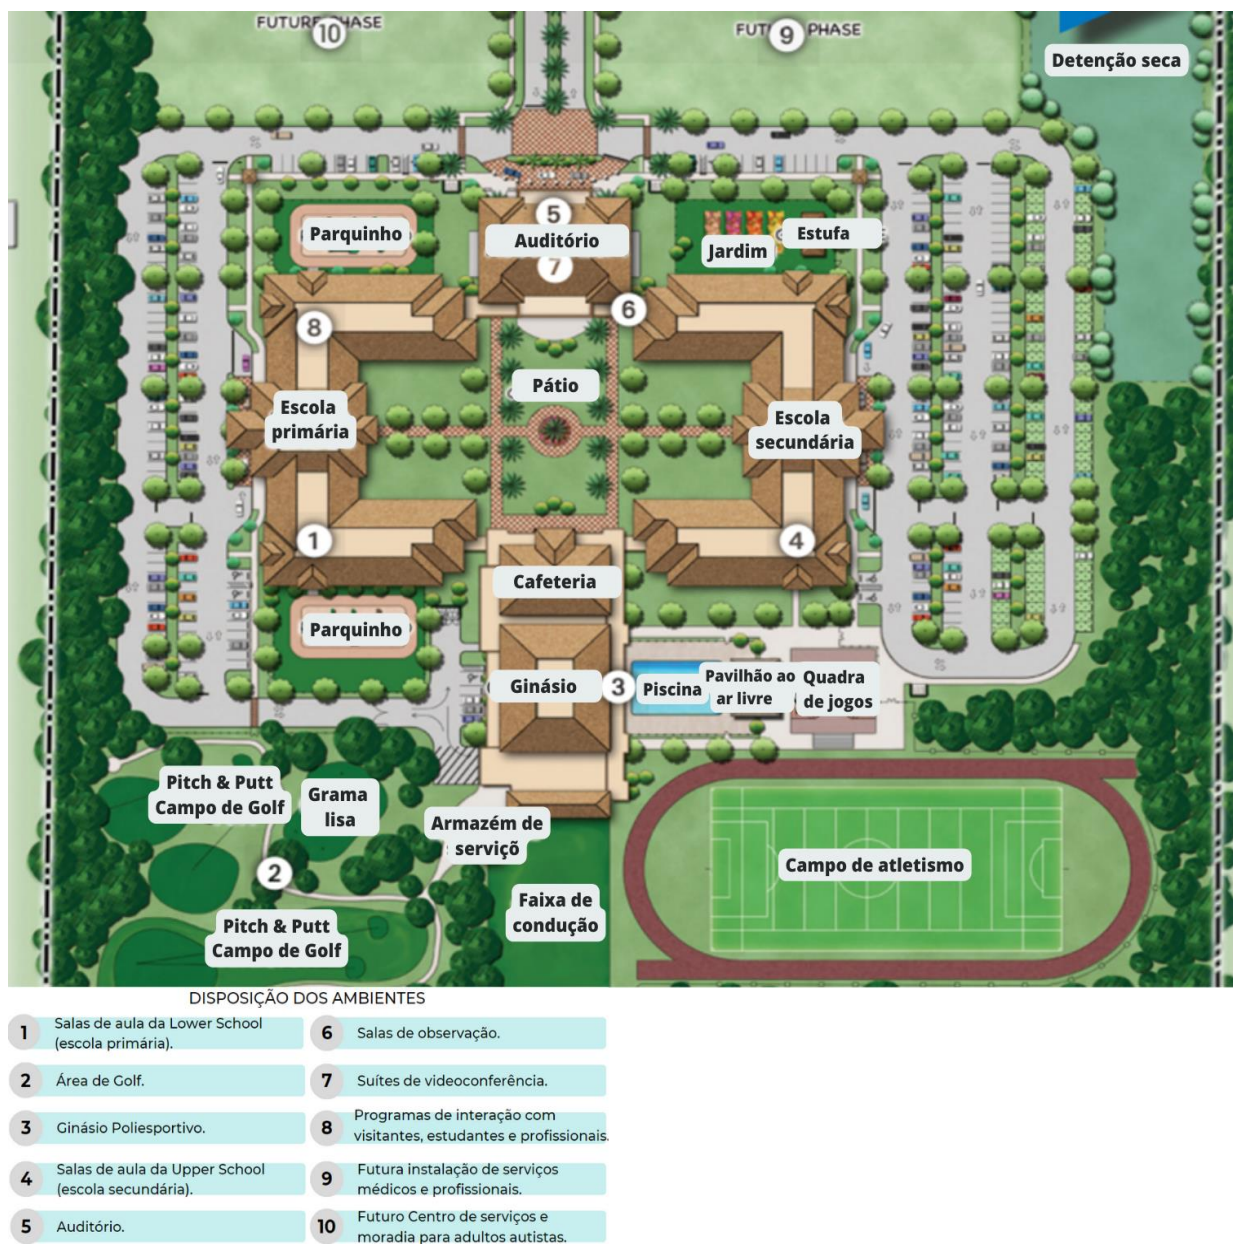 FUTURE PHASE
10
FUTURE PHASE
9
Detenção seca
5
Auditório
7
Parquinho
Jardim
Estufa
6
8
Pátio
Escola
primária
Escola
secundária
1
4
Cafeteria
Parquinho
Ginásio
3
Piscina
Pavilhão ao
ar livre
Quadra
de jogos
Pitch & Putt
Campo de Golf
Grama
lisa
Armazém de
serviçõ
2
Campo de atletismo
Faixa de
condução
Pitch & Putt
Campo de Golf
DISPOSIÇÃO DOS AMBIENTES
1 Salas de aula da Lower School
(escola primária).
2 Área de Golf.
3 Ginásio Poliesportivo.
4 Salas de aula da Upper School
(escola secundária).
5 Auditório.
6 Salas de observação.
7 Suítes de videoconferência.
8 Programas de interação com
visitantes, estudantes e profissionais.
9 Futura instalação de serviços
médicos e profissionais.
10 Futuro Centro de serviços e
moradia para adultos autistas.